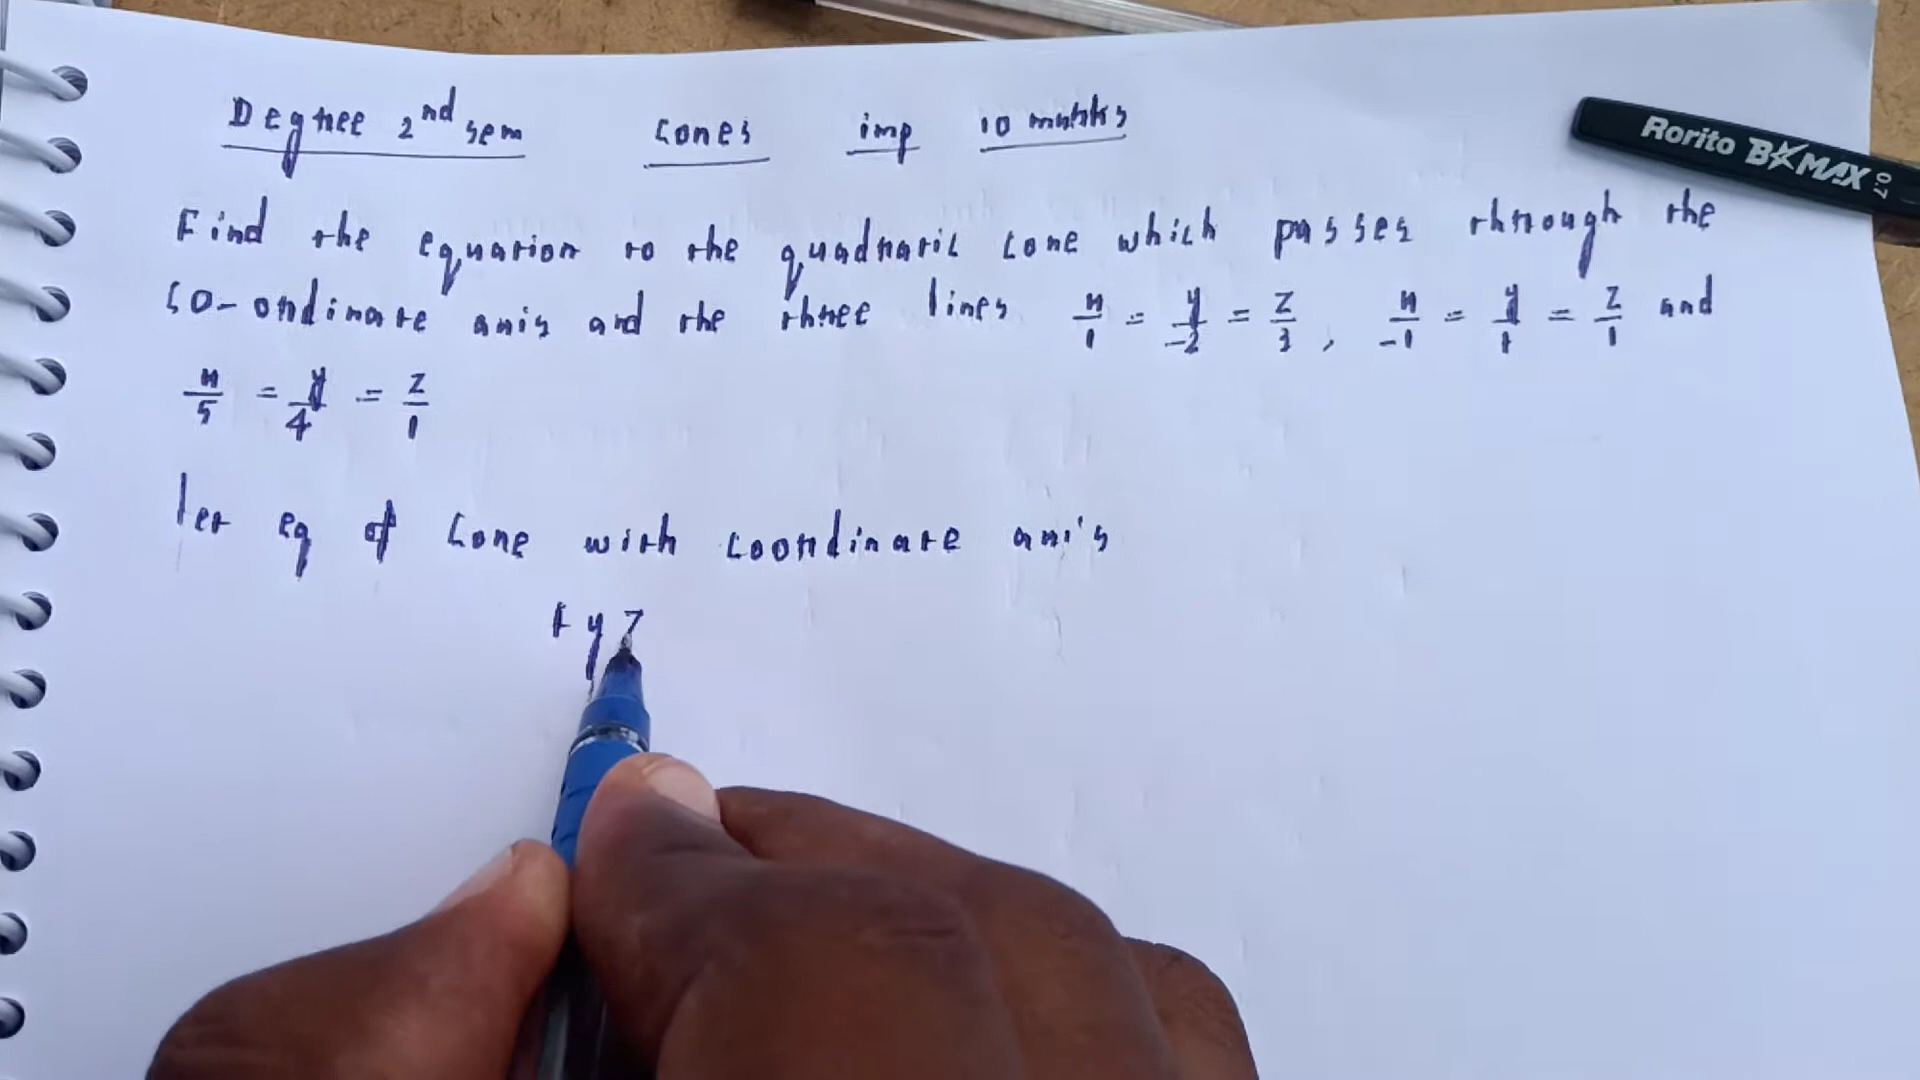 Degree 2nd sem cones imp 10 marks
Rorito B★MAX 0.7
Find the equation to the quadratic cone which passes through the
co-ordinate axis and the three lines x/1 = y/-2 = z/3, x/-1 = y/1 = z/1 and
x/5 = y/4 = z/1
let eq of cone with coordinate axis
f y z